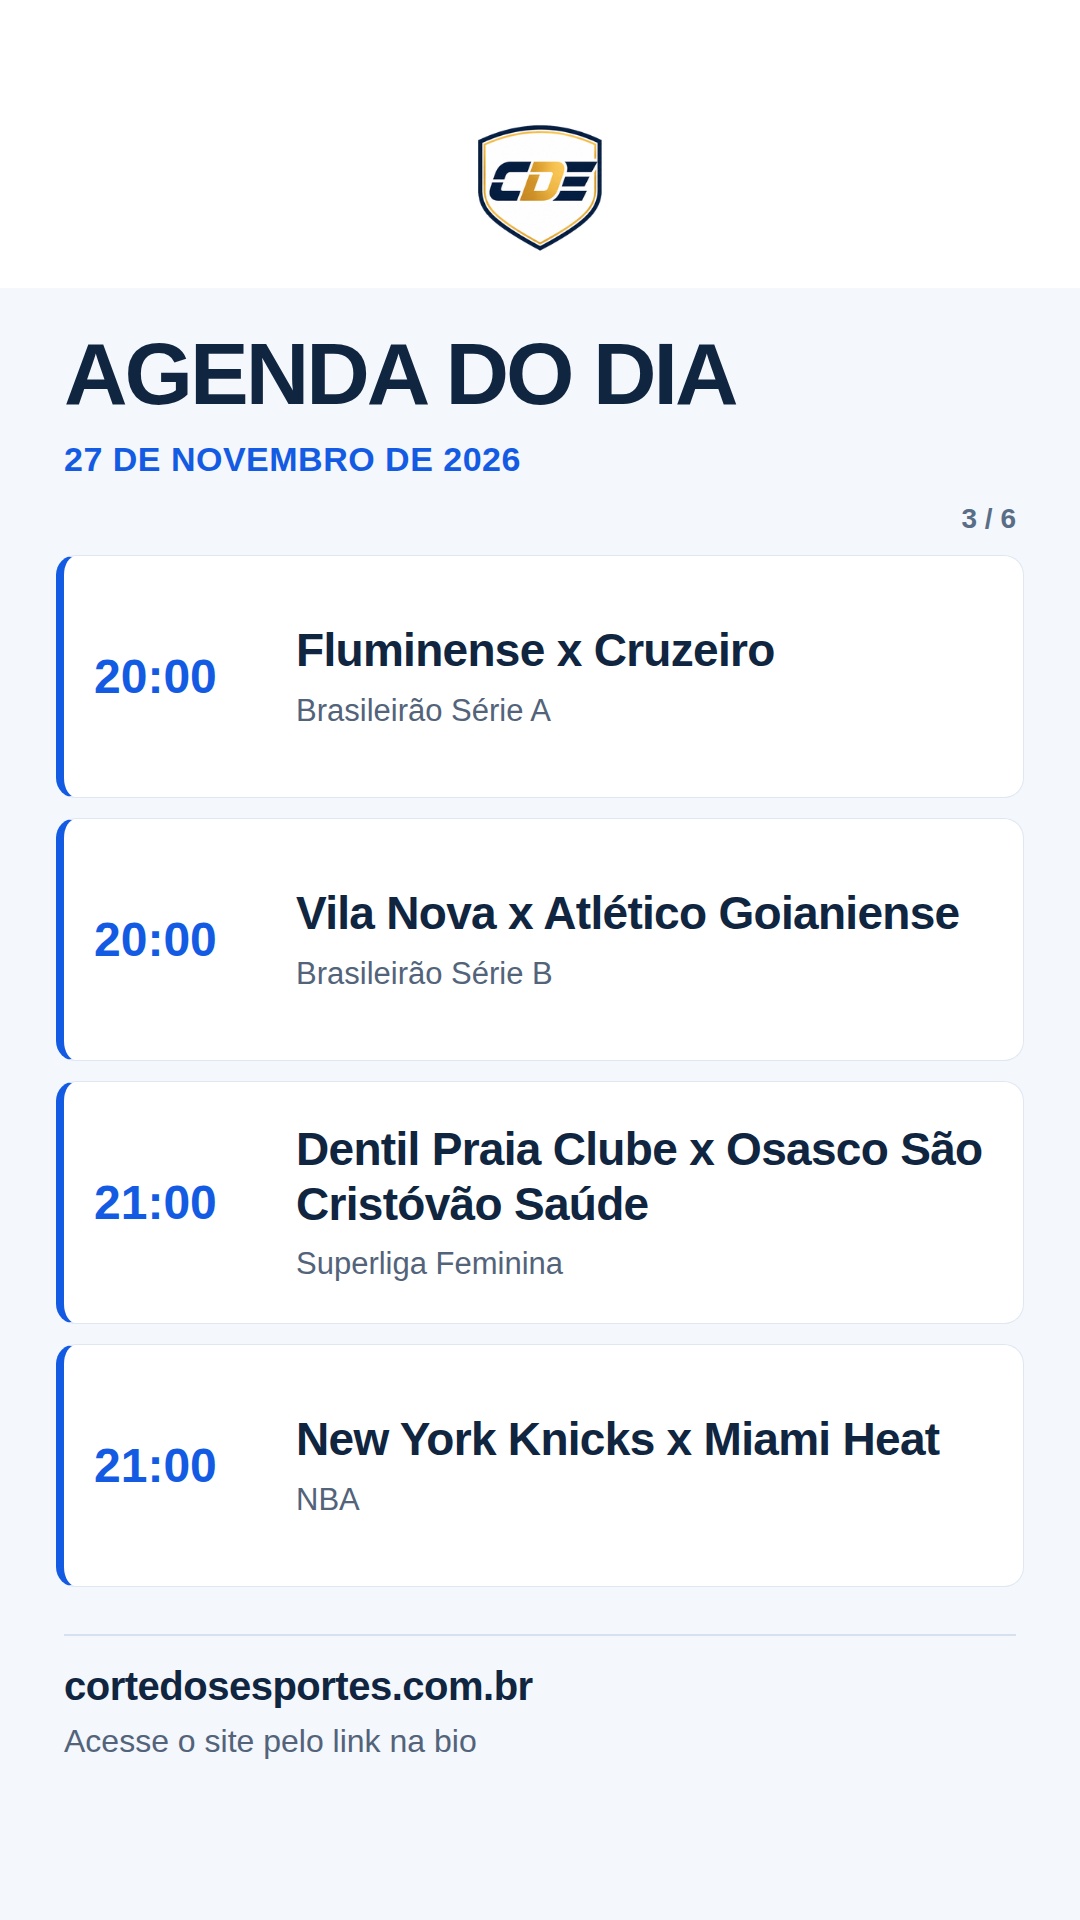 CDE
AGENDA DO DIA
27 DE NOVEMBRO DE 2026
3 / 6
20:00
Fluminense x Cruzeiro
Brasileirão Série A
20:00
Vila Nova x Atlético Goianiense
Brasileirão Série B
21:00
Dentil Praia Clube x Osasco São
Cristóvão Saúde
Superliga Feminina
21:00
New York Knicks x Miami Heat
NBA
cortedosesportes.com.br
Acesse o site pelo link na bio